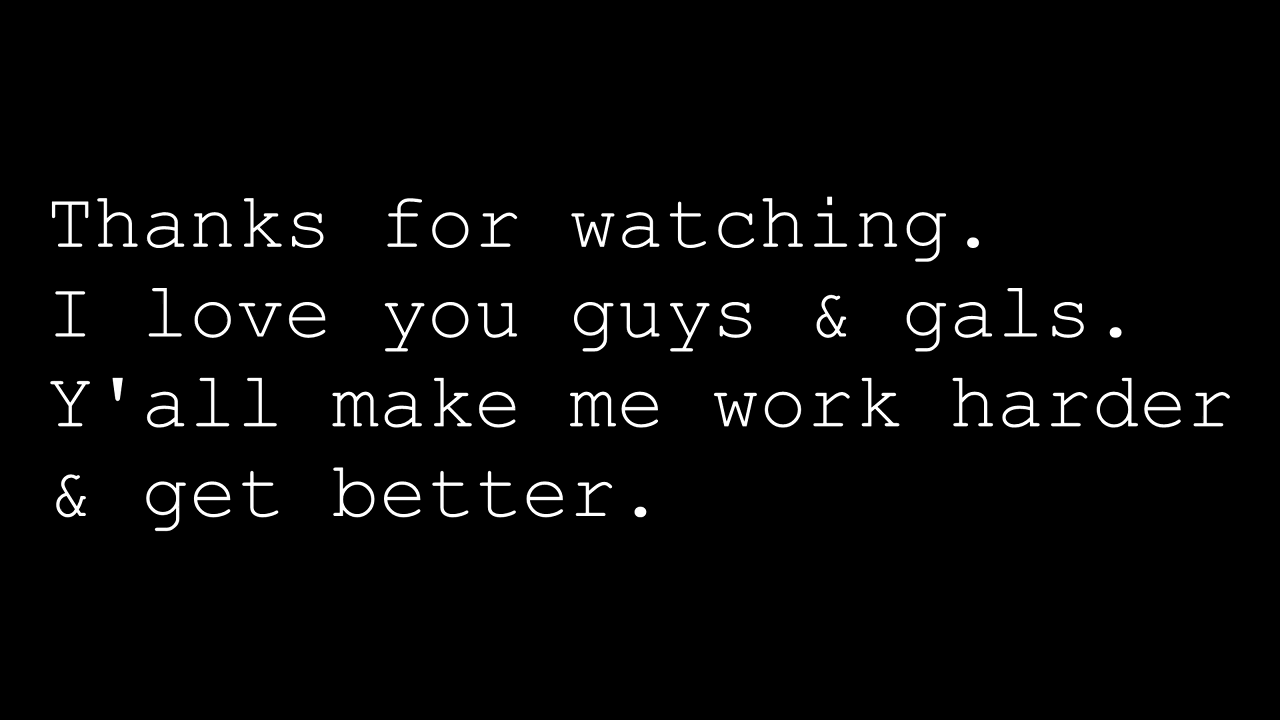 Thanks for watching.
I love you guys & gals.
Y'all make me work harder
& get better.